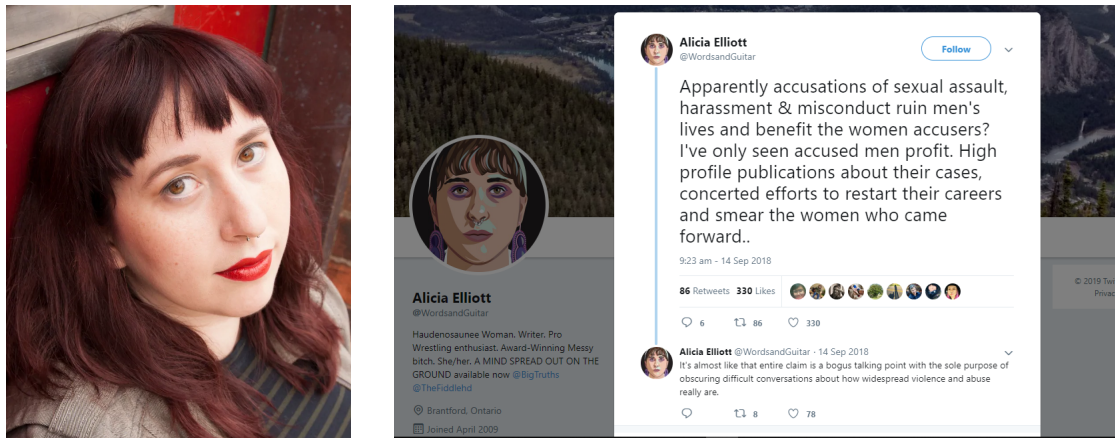 Alicia Elliott
@WordsandGuitar
Follow
Apparently accusations of sexual assault,
harassment & misconduct ruin men's
lives and benefit the women accusers?
I've only seen accused men profit. High
profile publications about their cases,
concerted efforts to restart their careers
and smear the women who came
forward..
9:23 am - 14 Sep 2018
86 Retweets 330 Likes
6 86 330
Alicia Elliott @WordsandGuitar - 14 Sep 2018
It's almost like that entire claim is a bogus talking point with the sole purpose of
obscuring difficult conversations about how widespread violence and abuse
really are.
8 78
Alicia Elliott
@WordsandGuitar
Haudenosaunee Woman. Writer. Pro
Wrestling enthusiast. Award-Winning Messy
bitch. She/her. A MIND SPREAD OUT ON THE
GROUND available now @BigTruths
@TheFiddlehd
Brantford, Ontario
Joined April 2009
© 2019 Twi
Privac